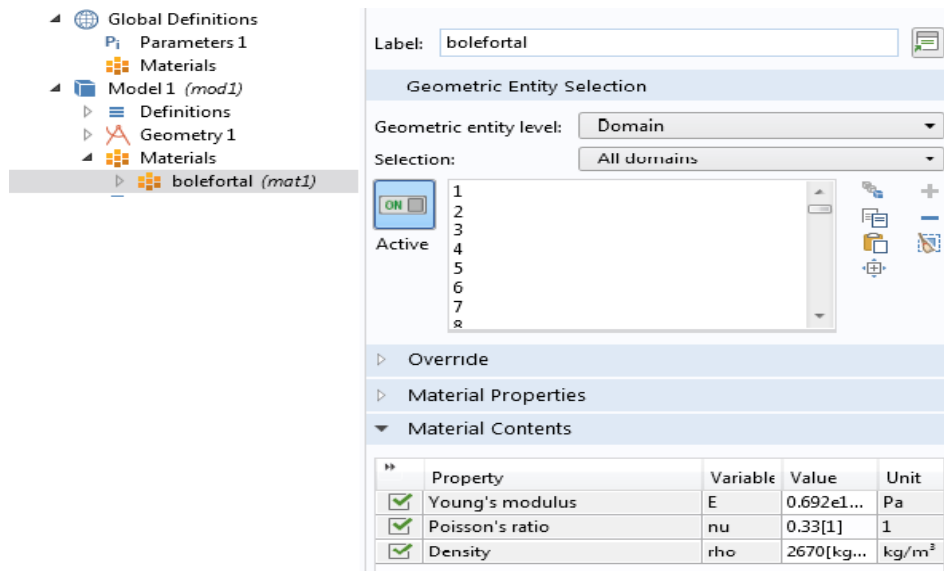 Global Definitions
Pi Parameters 1
Materials
Model 1 (mod1)
Definitions
Geometry 1
Materials
bolefortal (mat1)
Label: bolefortal
Geometric Entity Selection
Geometric entity level: Domain
Selection: All domains
ON
Active
1
2
3
4
5
6
7
8
Override
Material Properties
Material Contents
Property Variable Value Unit
Young's modulus E 0.692e1... Pa
Poisson's ratio nu 0.33[1] 1
Density rho 2670[kg... kg/m³